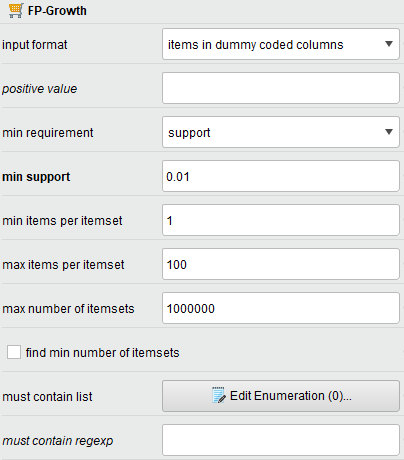 FP-Growth
input format items in dummy coded columns
positive value
min requirement support
min support 0.01
min items per itemset 1
max items per itemset 100
max number of itemsets 1000000
find min number of itemsets
must contain list Edit Enumeration (0)...
must contain regexp